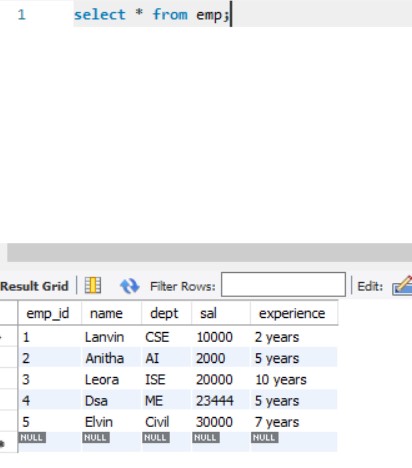 1 select * from emp;
Result Grid Filter Rows: Edit:
emp_id name dept sal experience
1 Lanvin CSE 10000 2 years
2 Anitha AI 2000 5 years
3 Leora ISE 20000 10 years
4 Dsa ME 23444 5 years
5 Elvin Civil 30000 7 years
NULL NULL NULL NULL NULL